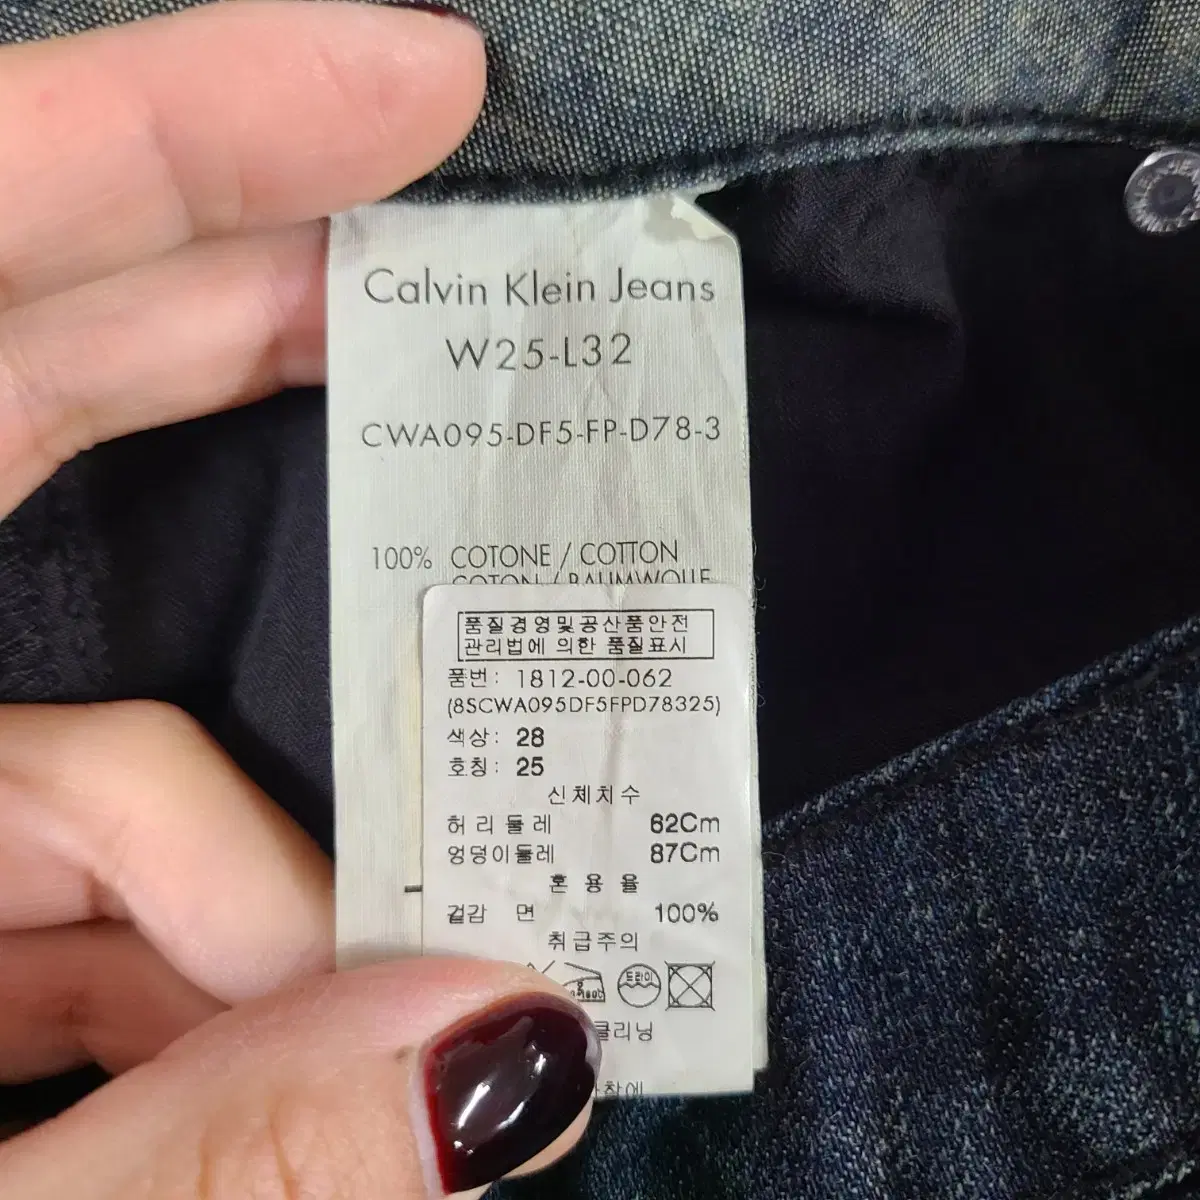 Calvin Klein Jeans
W25-L32
CWA095-DF5-FP-D78-3
100% COTONE / COTTON
COTON / BAUMWOLLE
품질경영및공산품안전
관리법에 의한 품질표시
품번: 1812-00-062
(8SCWA095DF5FPD78325)
색상: 28
호칭: 25
신체치수
허리둘레 62Cm
엉덩이둘레 87Cm
혼용율
겉감 면 100%
취급주의
드라이
클리닝